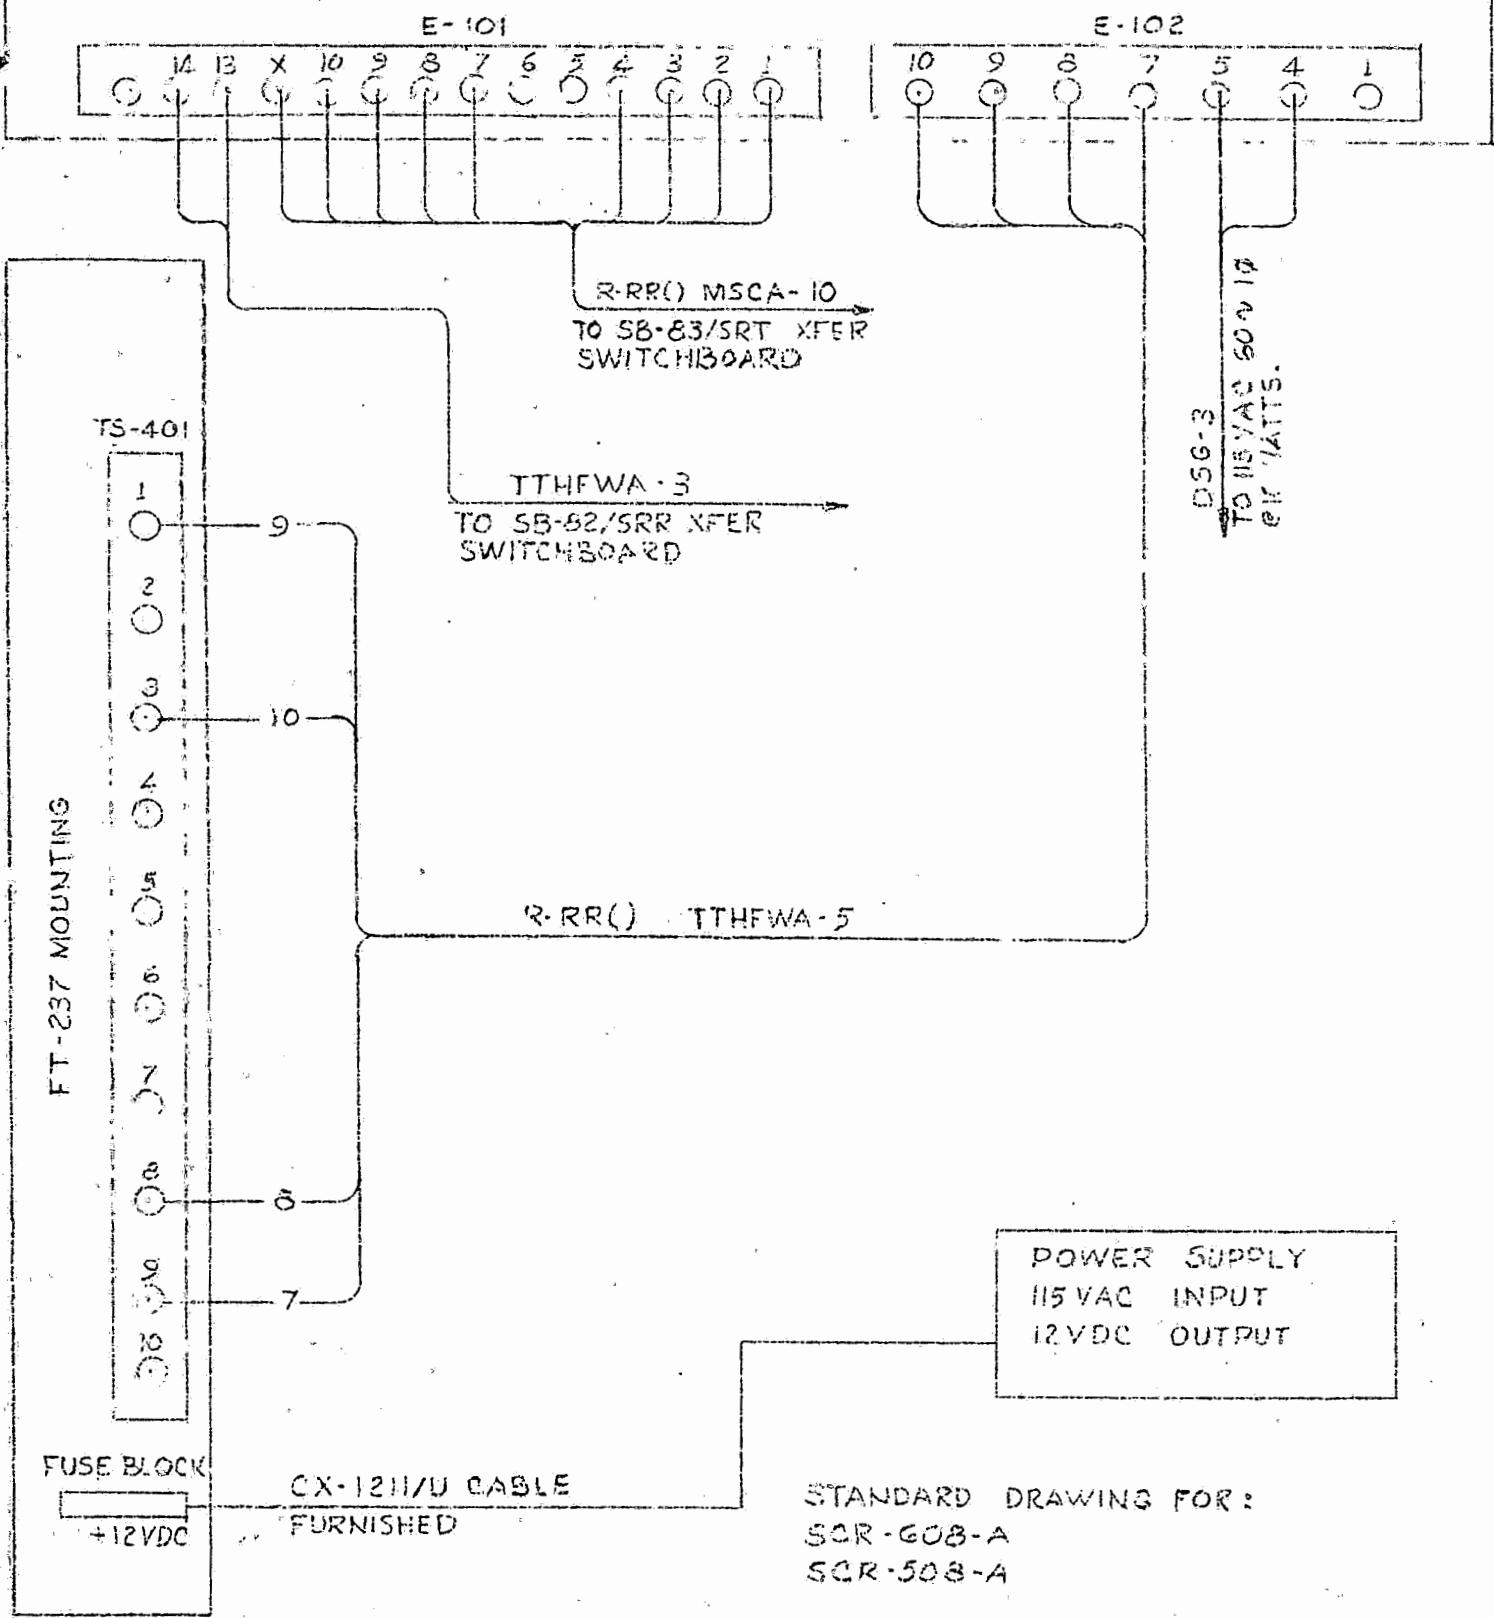 E-101
E-102
14 13 X 10 9 8 7 6 5 4 3 2 1
10 9 8 7 5 4 1
R-RR() MSCA-10
TO SB-83/SRT XFER
SWITCHBOARD
TS-401
1
2
3
4
5
6
7
8
9
10
9
10
8
7
TTHFWA-3
TO SB-82/SRR XFER
SWITCHBOARD
DSG-3
TO 115 VAC 60~1Ø
WATTS.
FT-237 MOUNTING
R-RR() TTHFWA-5
POWER SUPPLY
115 VAC INPUT
12 VDC OUTPUT
FUSE BLOCK
+12VDC
CX-1211/U CABLE
FURNISHED
STANDARD DRAWING FOR:
SCR-608-A
SCR-508-A